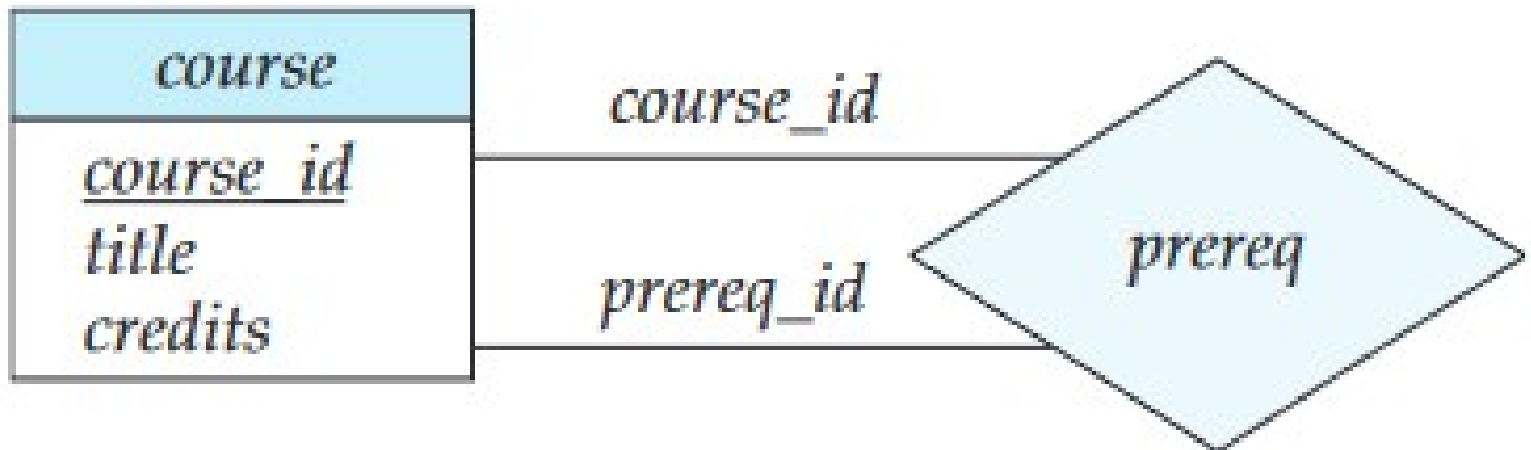 course
course_id
title
credits
course_id
prereq_id
prereq